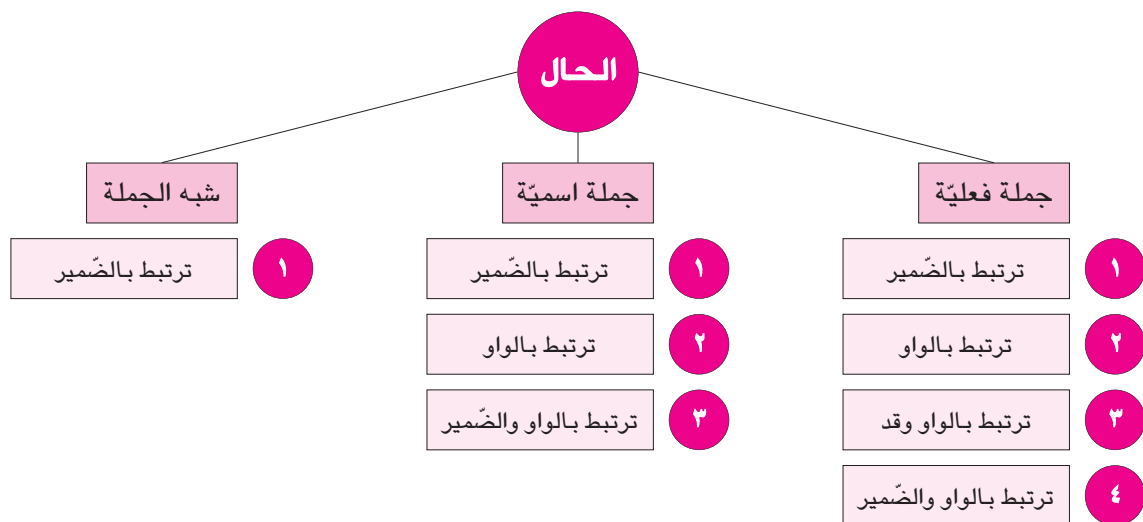 الحال
جملة فعليّة
١ ترتبط بالضّمير
٢ ترتبط بالواو
٣ ترتبط بالواو وقد
٤ ترتبط بالواو والضّمير
جملة اسميّة
١ ترتبط بالضّمير
٢ ترتبط بالواو
٣ ترتبط بالواو والضّمير
شبه الجملة
١ ترتبط بالضّمير